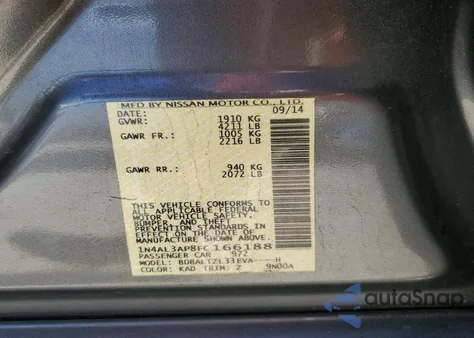 MFD BY NISSAN MOTOR CO., LTD.
DATE: 09/14
GVWR: 1910 KG
4211 LB
GAWR FR.: 1005 KG
2216 LB
GAWR RR.: 940 KG
2072 LB
THIS VEHICLE CONFORMS TO
ALL APPLICABLE FEDERAL
MOTOR VEHICLE SAFETY,
BUMPER, AND THEFT
PREVENTION STANDARDS
IN EFFECT ON THE DATE OF
MANUFACTURE SHOWN ABOVE.
1N4AL3AP8FC166188
PASSENGER CAR 972
MODEL: BDBALYZL33EVA----H
COLOR: KAD TRIM: Z 9N00A
autoSnap